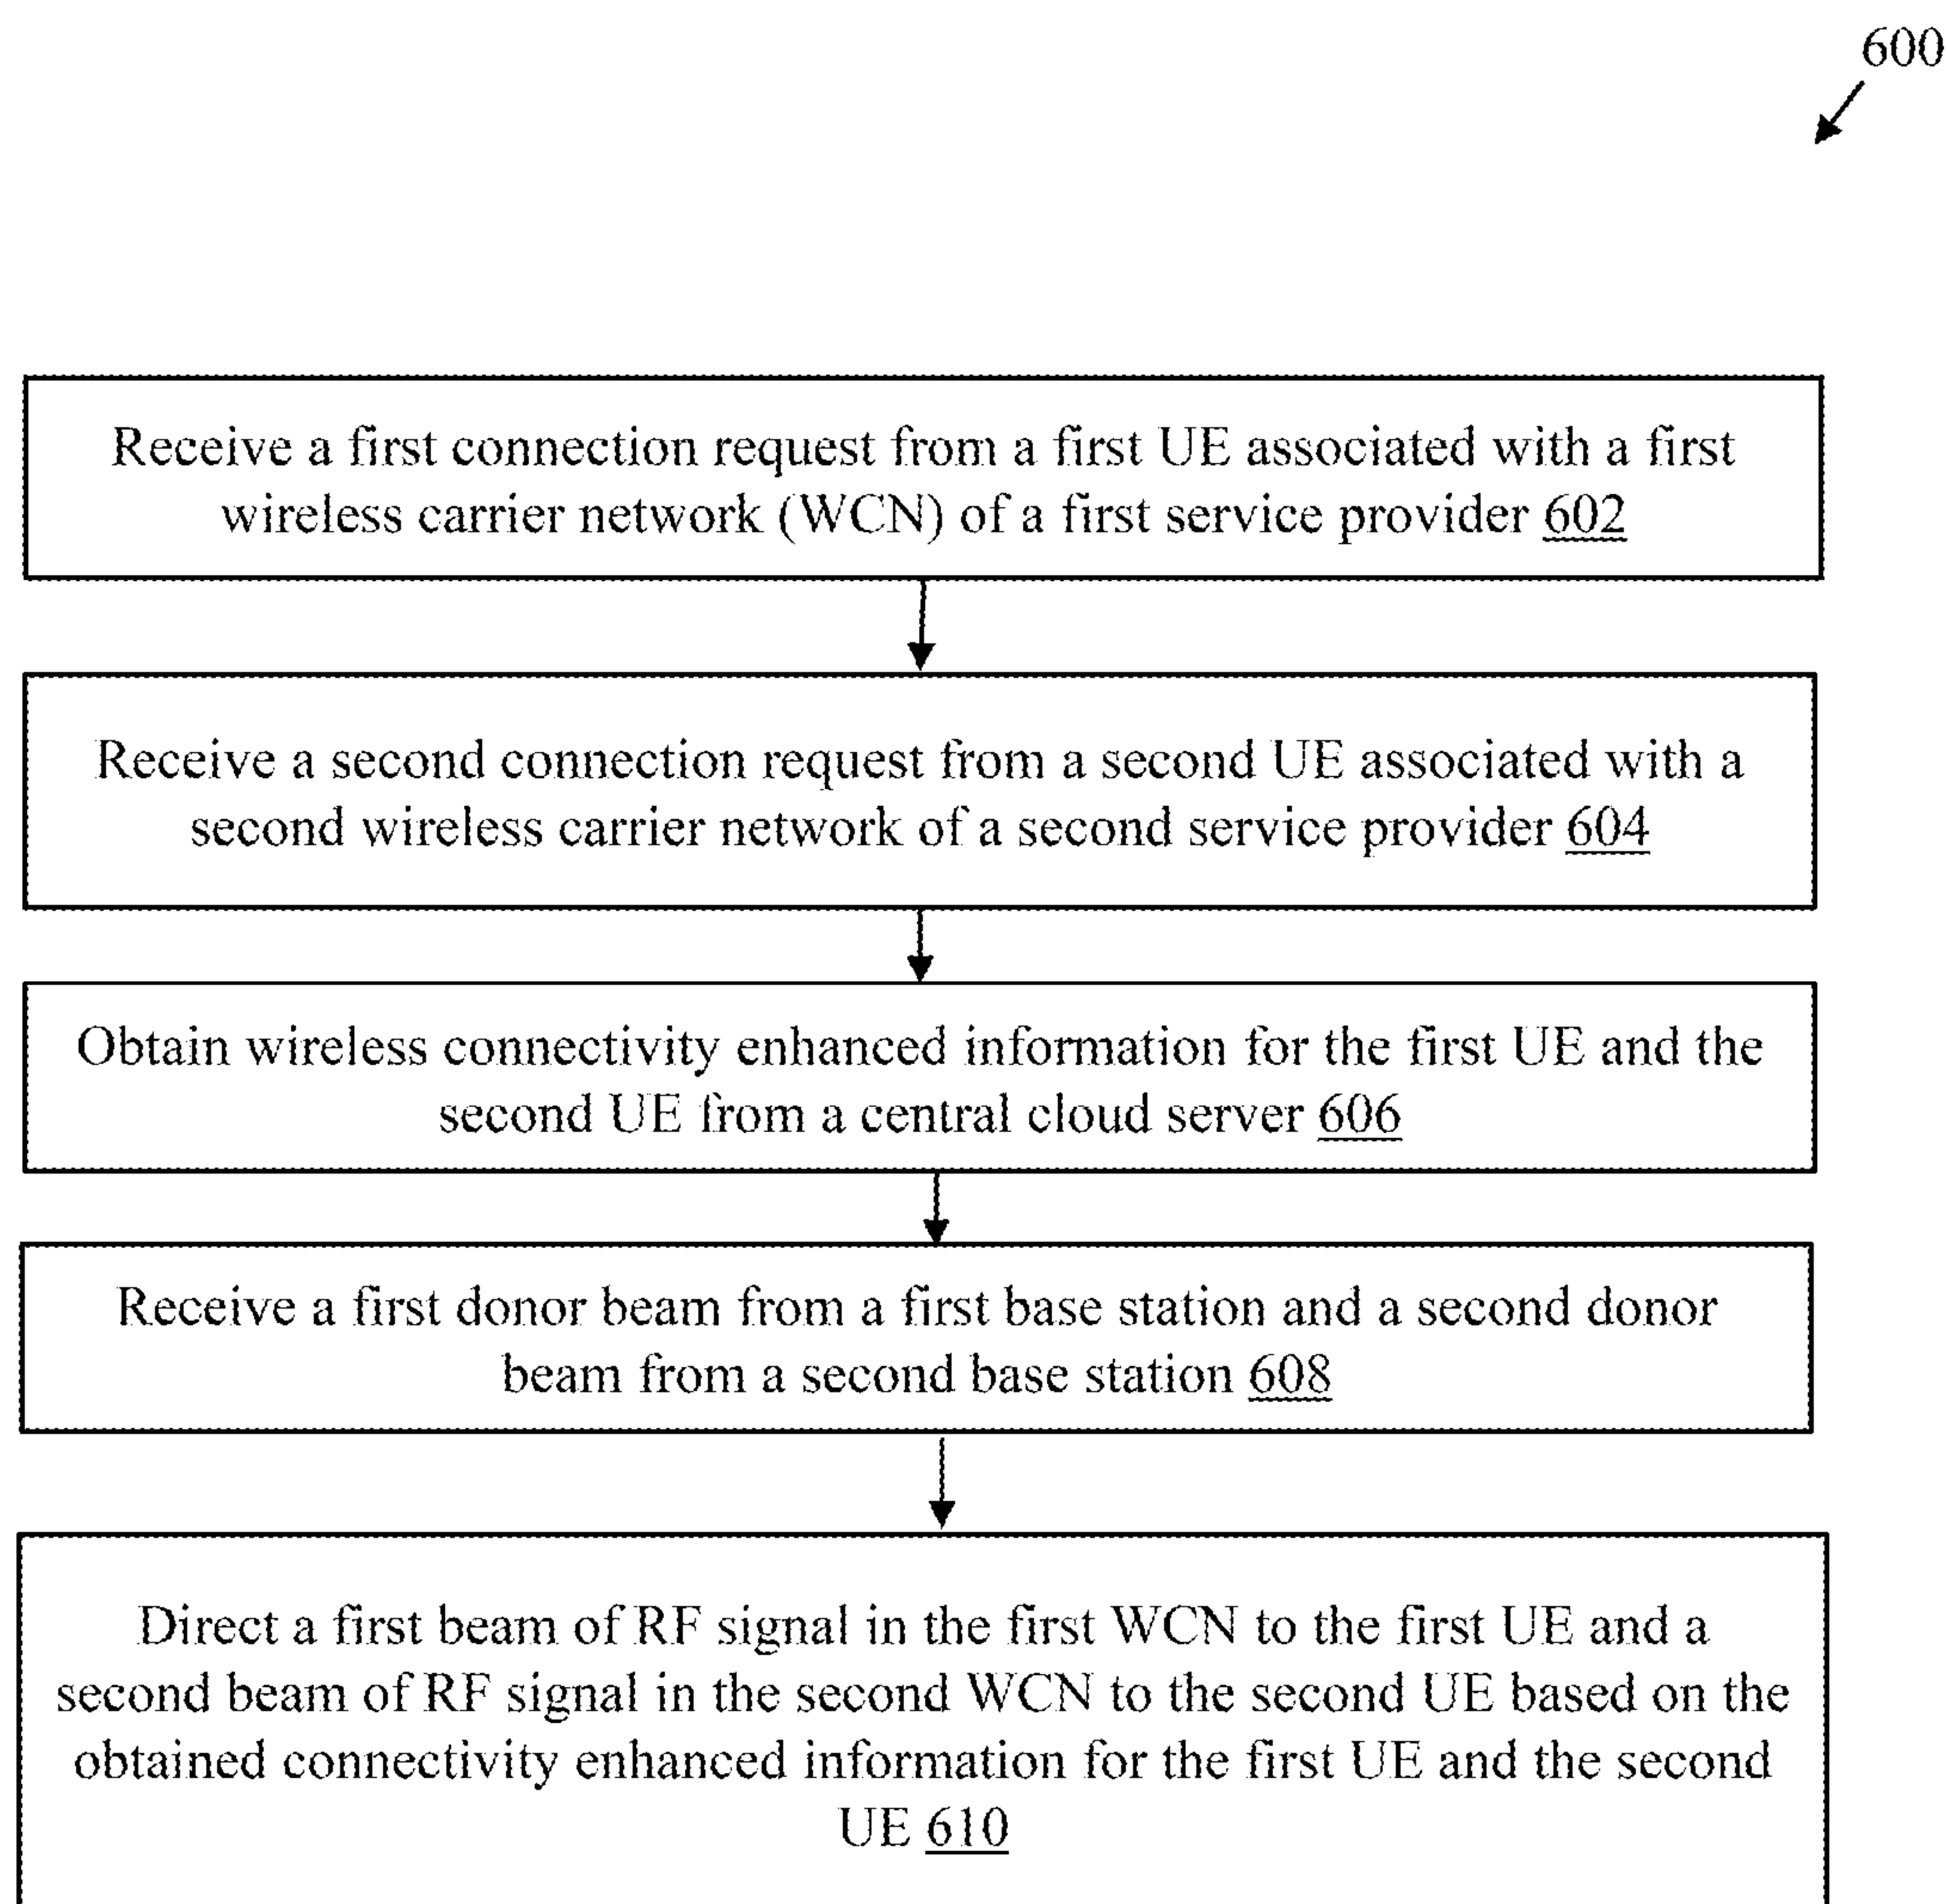 600
Receive a first connection request from a first UE associated with a first
wireless carrier network (WCN) of a first service provider 602
Receive a second connection request from a second UE associated with a
second wireless carrier network of a second service provider 604
Obtain wireless connectivity enhanced information for the first UE and the
second UE from a central cloud server 606
Receive a first donor beam from a first base station and a second donor
beam from a second base station 608
Direct a first beam of RF signal in the first WCN to the first UE and a
second beam of RF signal in the second WCN to the second UE based on the
obtained connectivity enhanced information for the first UE and the second
UE 610